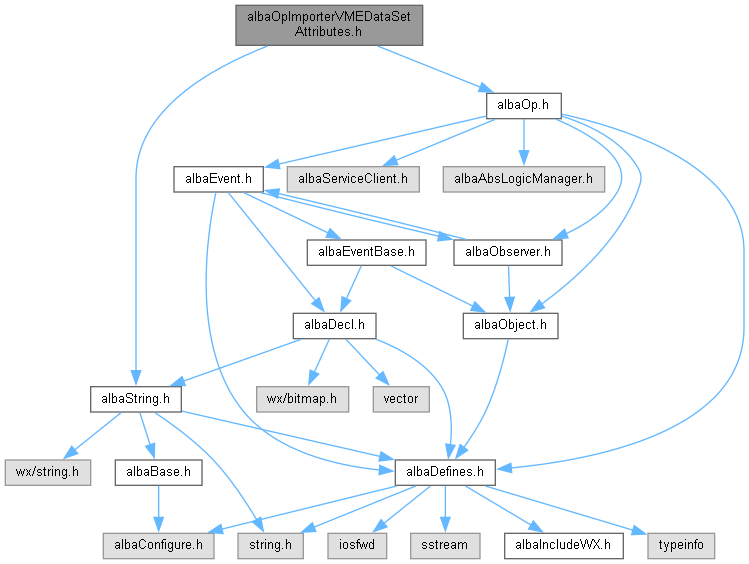 albaOpImporterVMEDataSet
Attributes.h
albaOp.h
albaEvent.h
albaServiceClient.h
albaAbsLogicManager.h
albaEventBase.h
albaObserver.h
albaDecl.h
albaObject.h
albaString.h
wx/bitmap.h
vector
wx/string.h
albaBase.h
albaDefines.h
albaConfigure.h
string.h
iosfwd
sstream
albaIncludeWX.h
typeinfo